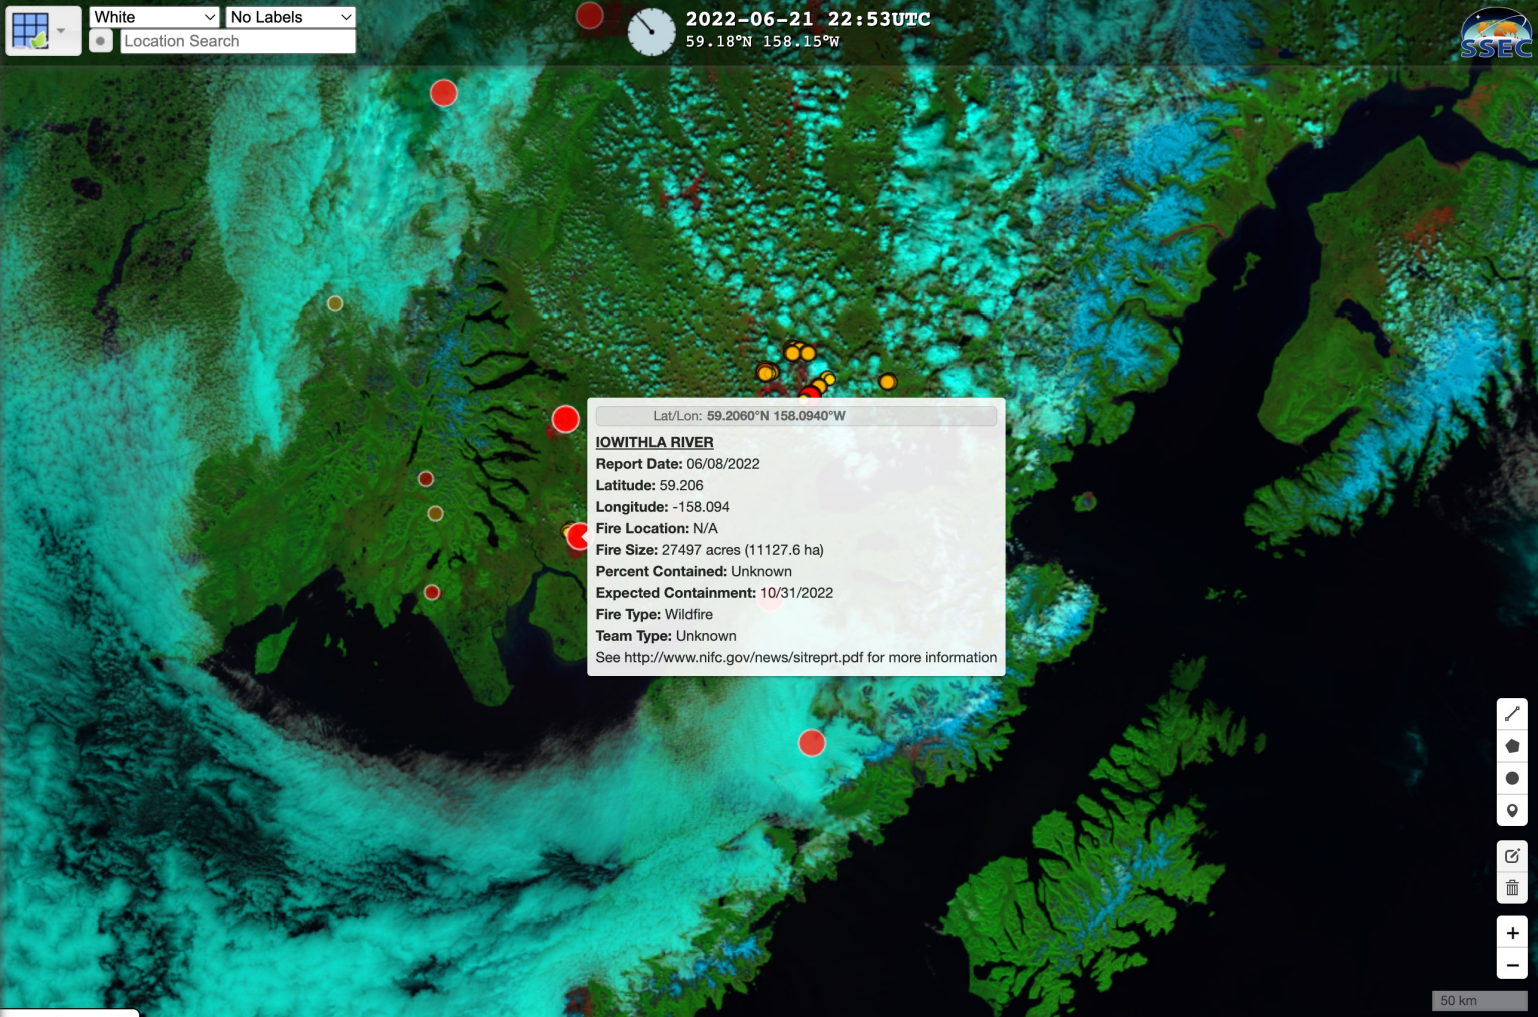 White
No Labels
Location Search
2022-06-21 22:53UTC
59.18°N 158.15°W
SSEC
Lat/Lon: 59.2060°N 158.0940°W
IOWITHLA RIVER
Report Date: 06/08/2022
Latitude: 59.206
Longitude: -158.094
Fire Location: N/A
Fire Size: 27497 acres (11127.6 ha)
Percent Contained: Unknown
Expected Containment: 10/31/2022
Fire Type: Wildfire
Team Type: Unknown
See http://www.nifc.gov/news/sitreprt.pdf for more information
+
−
50 km